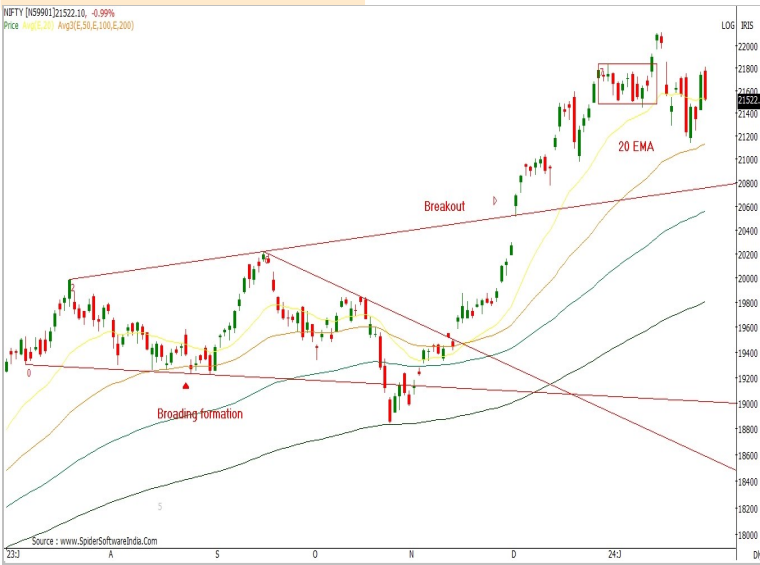 NIFTY [N59901]21522.10, -0.99%
Price Avg(E,20) Avg3(E,50,E,100,E,200)
LOG IRIS
22000
21800
21600
21522.
21400
21200
21000
20800
20600
20400
20200
20000
19800
19600
19400
19200
19000
18800
18600
18400
18200
18000
20 EMA
Breakout
2
0
Broading formation
S
Source : www.SpiderSoftwareIndia.Com
23:J A S O N D 24:J